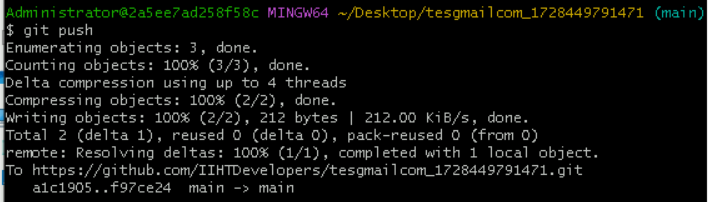 Administrator@2a5ee7ad258f58c MINGW64 ~/Desktop/tesgmailcom_1728449791471 (main)
$ git push
Enumerating objects: 3, done.
Counting objects: 100% (3/3), done.
Delta compression using up to 4 threads
Compressing objects: 100% (2/2), done.
Writing objects: 100% (2/2), 212 bytes | 212.00 KiB/s, done.
Total 2 (delta 1), reused 0 (delta 0), pack-reused 0 (from 0)
remote: Resolving deltas: 100% (1/1), completed with 1 local object.
To https://github.com/IIHTDevelopers/tesgmailcom_1728449791471.git
   a1c1905..f97ce24  main -> main